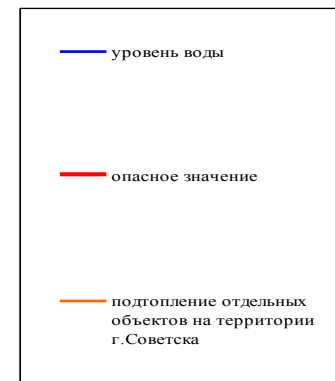 уровень воды
опасное значение
подтопление отдельных
объектов на территории
г.Советска